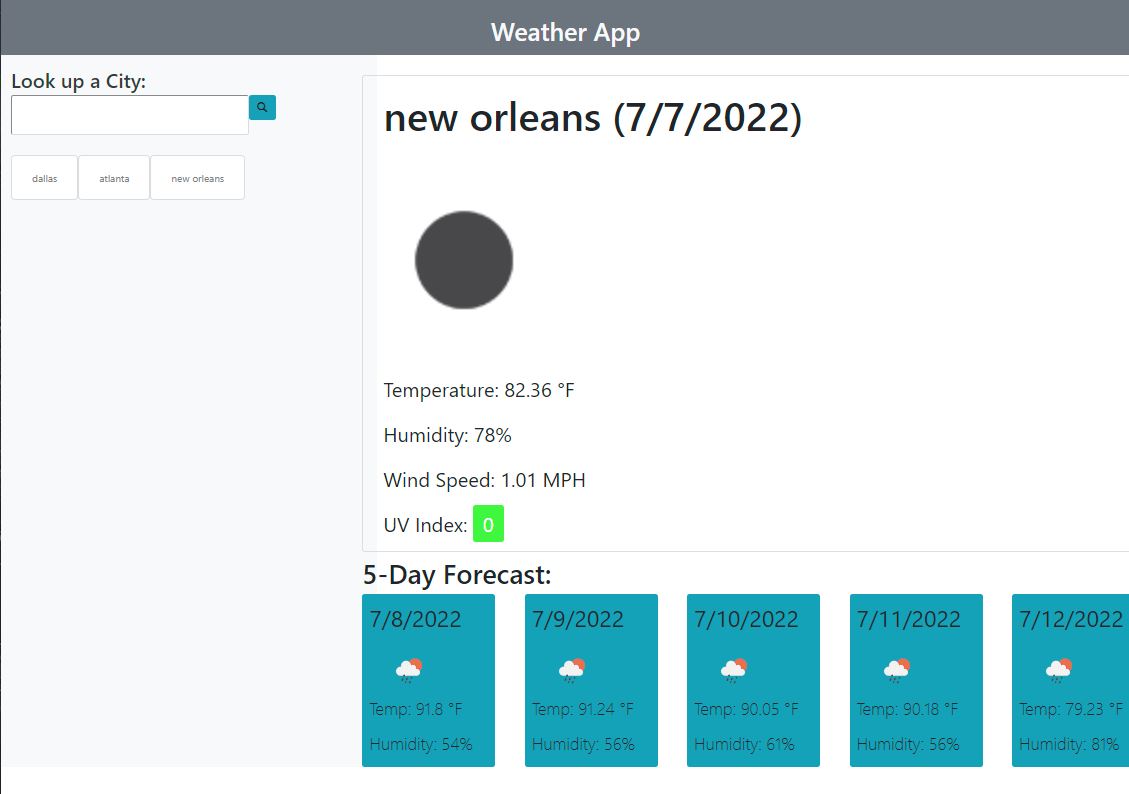 Weather App
Look up a City:
dallas atlanta new orleans
new orleans (7/7/2022)
Temperature: 82.36 °F
Humidity: 78%
Wind Speed: 1.01 MPH
UV Index: 0
5-Day Forecast:
7/8/2022
Temp: 91.8 °F
Humidity: 54%
7/9/2022
Temp: 91.24 °F
Humidity: 56%
7/10/2022
Temp: 90.05 °F
Humidity: 61%
7/11/2022
Temp: 90.18 °F
Humidity: 56%
7/12/2022
Temp: 79.23 °F
Humidity: 81%